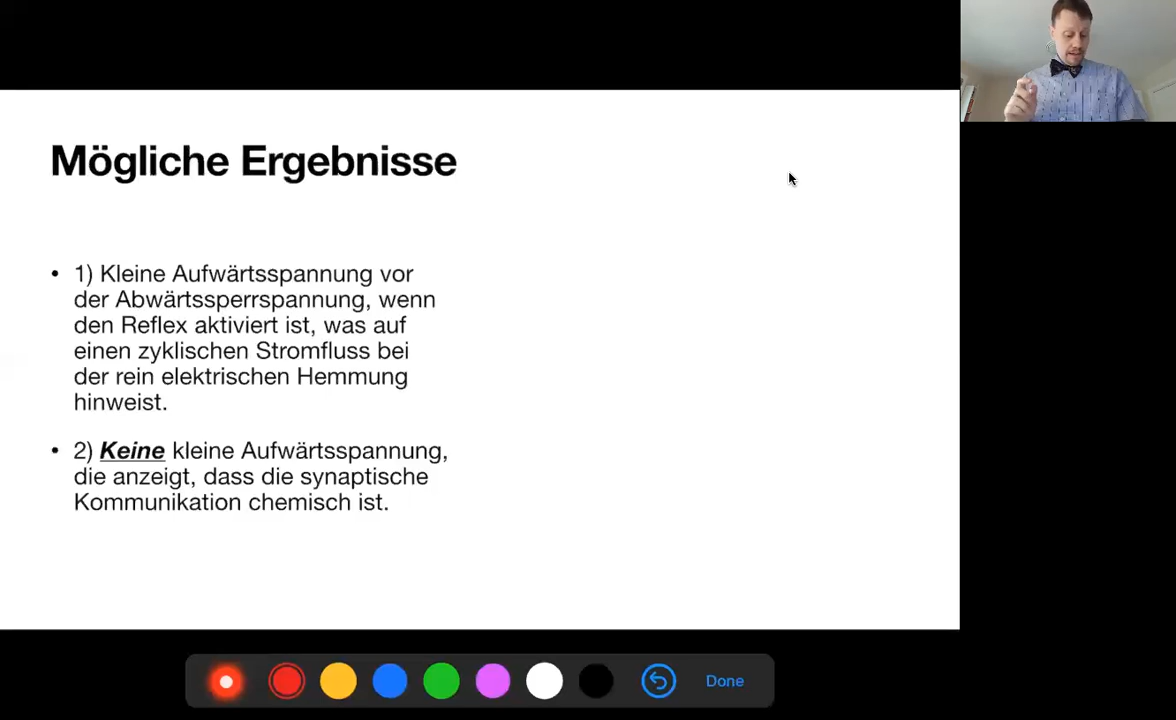 Mögliche Ergebnisse
• 1) Kleine Aufwärtsspannung vor
der Abwärtssperrspannung, wenn
den Reflex aktiviert ist, was auf
einen zyklischen Stromfluss bei
der rein elektrischen Hemmung
hinweist.
• 2) Keine kleine Aufwärtsspannung,
die anzeigt, dass die synaptische
Kommunikation chemisch ist.
Done